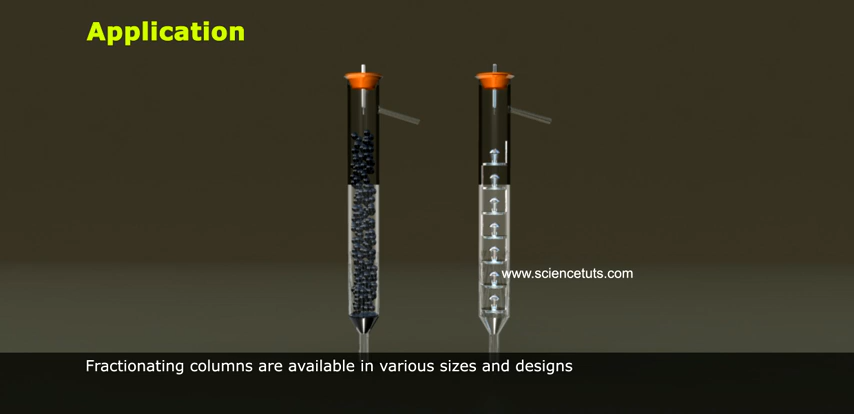 Application
www.sciencetuts.com
Fractionating columns are available in various sizes and designs